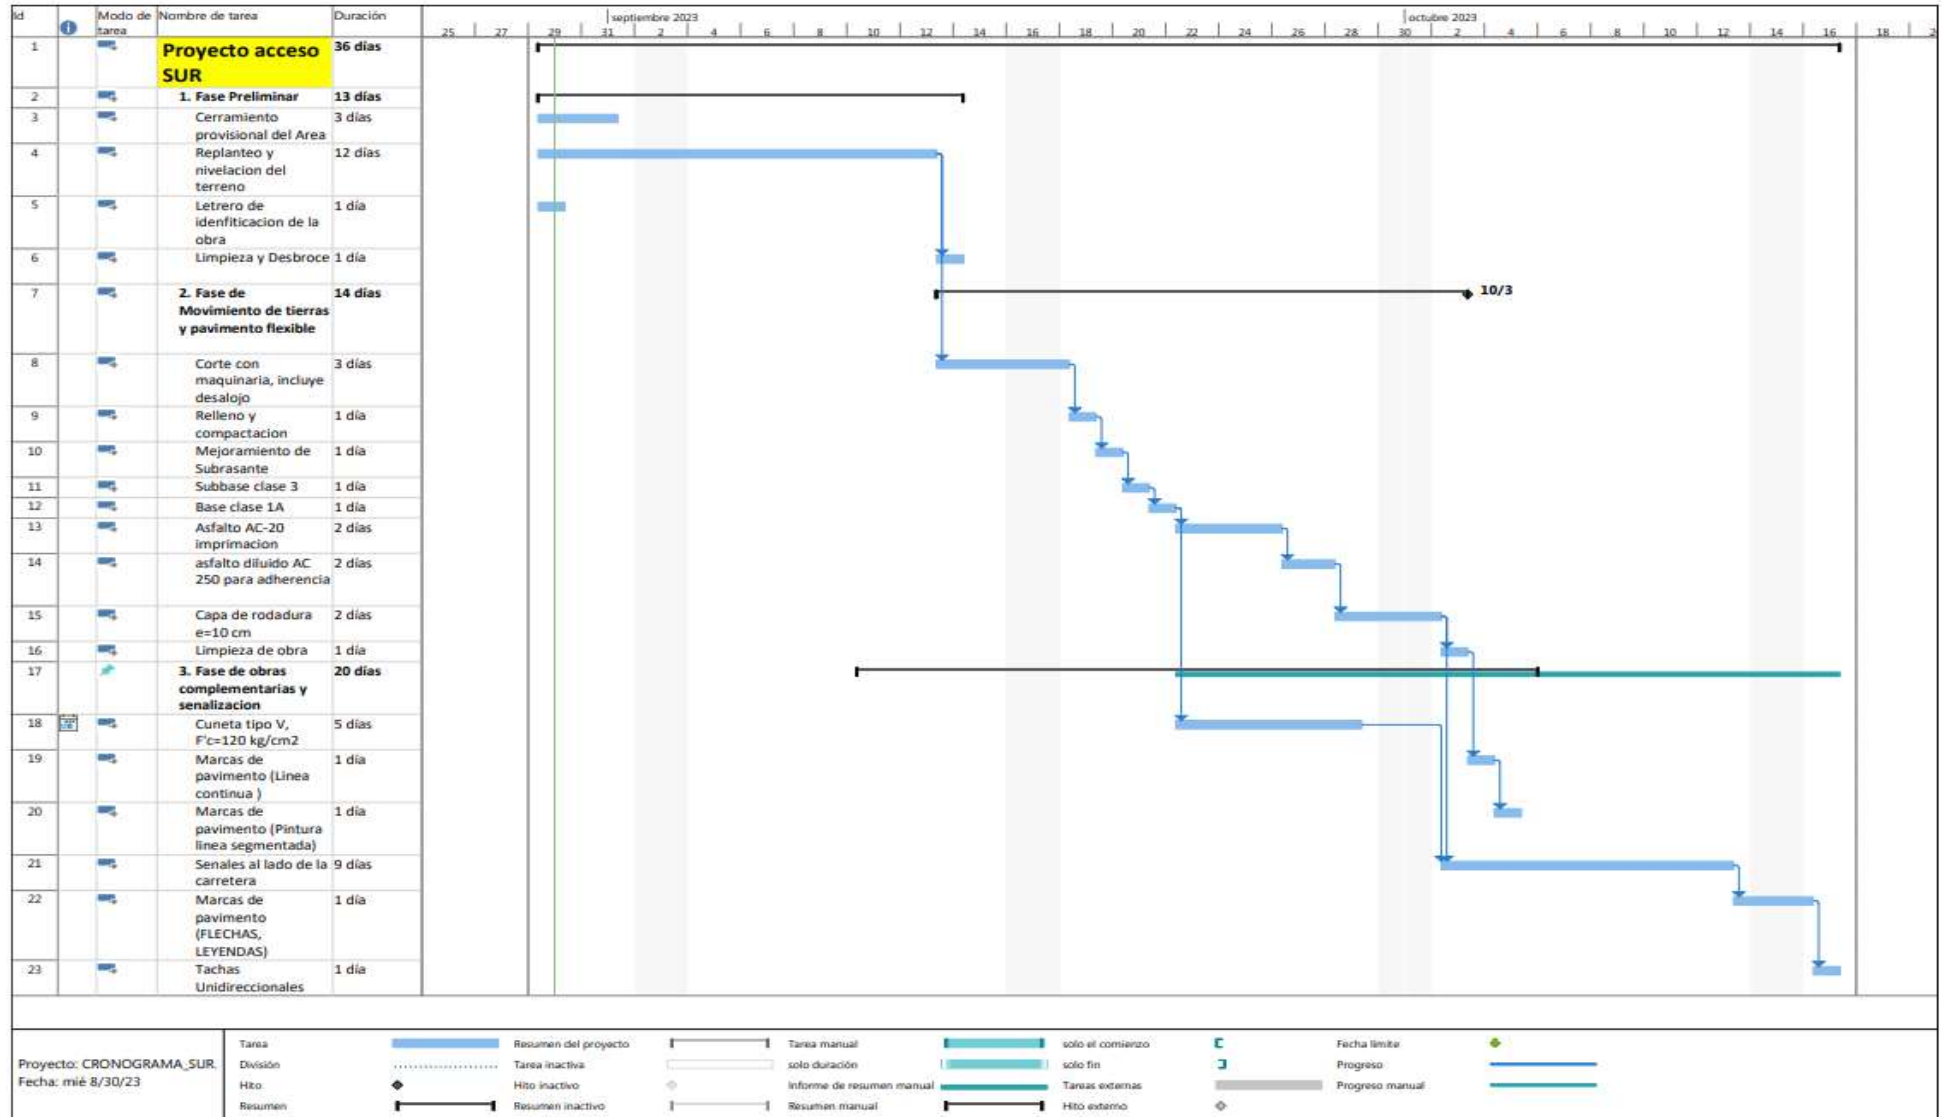 Id
Modo de
tarea
Nombre de tarea
Duración
septiembre 2023
octubre 2023
25 27 29 31 2 4 6 8 10 12 14 16 18 20 22 24 26 28 30 2 4 6 8 10 12 14 16 18 2
1 Proyecto acceso 36 días
SUR
2 1. Fase Preliminar 13 días
3 Cerramiento 3 días
provisional del Area
4 Replanteo y 12 días
nivelacion del
terreno
5 Letrero de 1 día
idenfiticacion de la
obra
6 Limpieza y Desbroce 1 día
7 2. Fase de 14 días
Movimiento de tierras
y pavimento flexible
10/3
8 Corte con 3 días
maquinaria, incluye
desalojo
9 Relleno y 1 día
compactacion
10 Mejoramiento de 1 día
Subrasante
11 Subbase clase 3 1 día
12 Base clase 1A 1 día
13 Asfalto AC-20 2 días
imprimacion
14 asfalto diluido AC 2 días
250 para adherencia
15 Capa de rodadura 2 días
e=10 cm
16 Limpieza de obra 1 día
17 3. Fase de obras 20 días
complementarias y
senalizacion
18 Cuneta tipo V, 5 días
F'c=120 kg/cm2
19 Marcas de 1 día
pavimento (Linea
continua )
20 Marcas de 1 día
pavimento (Pintura
linea segmentada)
21 Senales al lado de la 9 días
carretera
22 Marcas de 1 día
pavimento
(FLECHAS,
LEYENDAS)
23 Tachas 1 día
Unidireccionales
Proyecto: CRONOGRAMA_SUR
Fecha: mié 8/30/23
Tarea Resumen del proyecto Tarea manual solo el comienzo Fecha límite
División Tarea inactiva solo duración solo fin Progreso
Hito Hito inactivo Informe de resumen manual Tareas externas Progreso manual
Resumen Resumen inactivo Resumen manual Hito externo